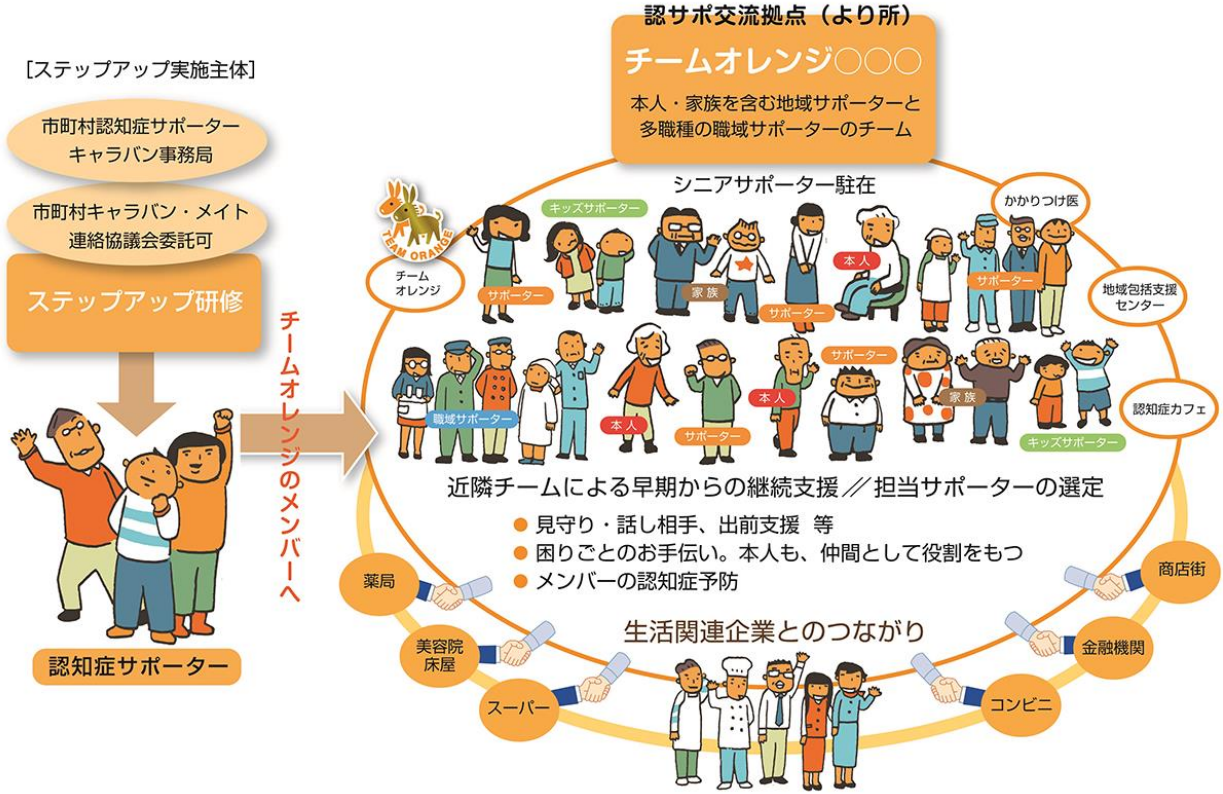 [ステップアップ実施主体]
市町村認知症サポーター
キャラバン事務局
市町村キャラバン・メイト
連絡協議会委託可
ステップアップ研修
認知症サポーター
チームオレンジのメンバーへ
認サポ交流拠点（より所）
チームオレンジ○○○
本人・家族を含む地域サポーターと
多職種の職域サポーターのチーム
シニアサポーター駐在
TEAM ORANGE
チーム
オレンジ
かかりつけ医
地域包括支援
センター
認知症カフェ
キッズサポーター
サポーター
家族
サポーター
本人
サポーター
職域サポーター
本人
サポーター
本人
サポーター
家族
キッズサポーター
近隣チームによる早期からの継続支援//担当サポーターの選定
● 見守り・話し相手、出前支援 等
● 困りごとのお手伝い。本人も、仲間として役割をもつ
● メンバーの認知症予防
生活関連企業とのつながり
薬局
美容院
床屋
スーパー
商店街
金融機関
コンビニ